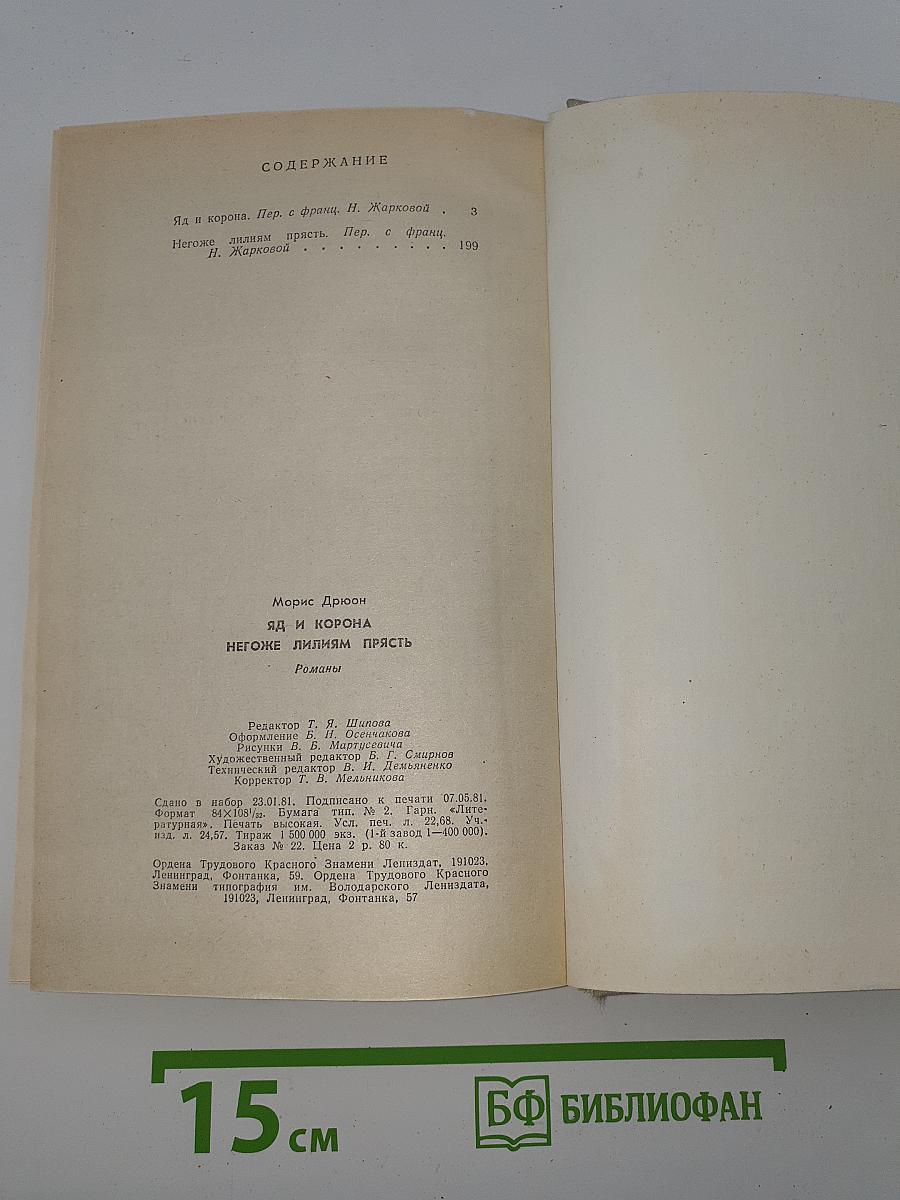 СОДЕРЖАНИЕ
Яд и корона. Пер. с франц. Н. Жарковой . 3
Негоже лилиям прясть. Пер. с франц.
Н. Жарковой . . . . . . . . . 199
Морис Дрюон
ЯД И КОРОНА
НЕГОЖЕ ЛИЛИЯМ ПРЯСТЬ
Романы
Редактор Т. Я. Шипова
Оформление Б. Н. Осенчакова
Рисунки В. Б. Мартусевича
Художественный редактор Б. Г. Смирнов
Технический редактор В. И. Демьяненко
Корректор Т. В. Мельникова
Сдано в набор 23.01.81. Подписано к печати 07.05.81.
Формат 84×108¹/₃₂. Бумага тип. № 2. Гарн. «Лите-
ратурная». Печать высокая. Усл. печ. л. 22,68. Уч.-
изд. л. 24,57. Тираж 1 500 000 экз. (1-й завод 1—400 000).
Заказ № 22. Цена 2 р. 80 к.
Ордена Трудового Красного Знамени Лениздат, 191023,
Ленинград, Фонтанка, 59. Ордена Трудового Красного
Знамени типография им. Володарского Лениздата,
191023, Ленинград, Фонтанка, 57
15 см
БФ БИБЛИОФАН